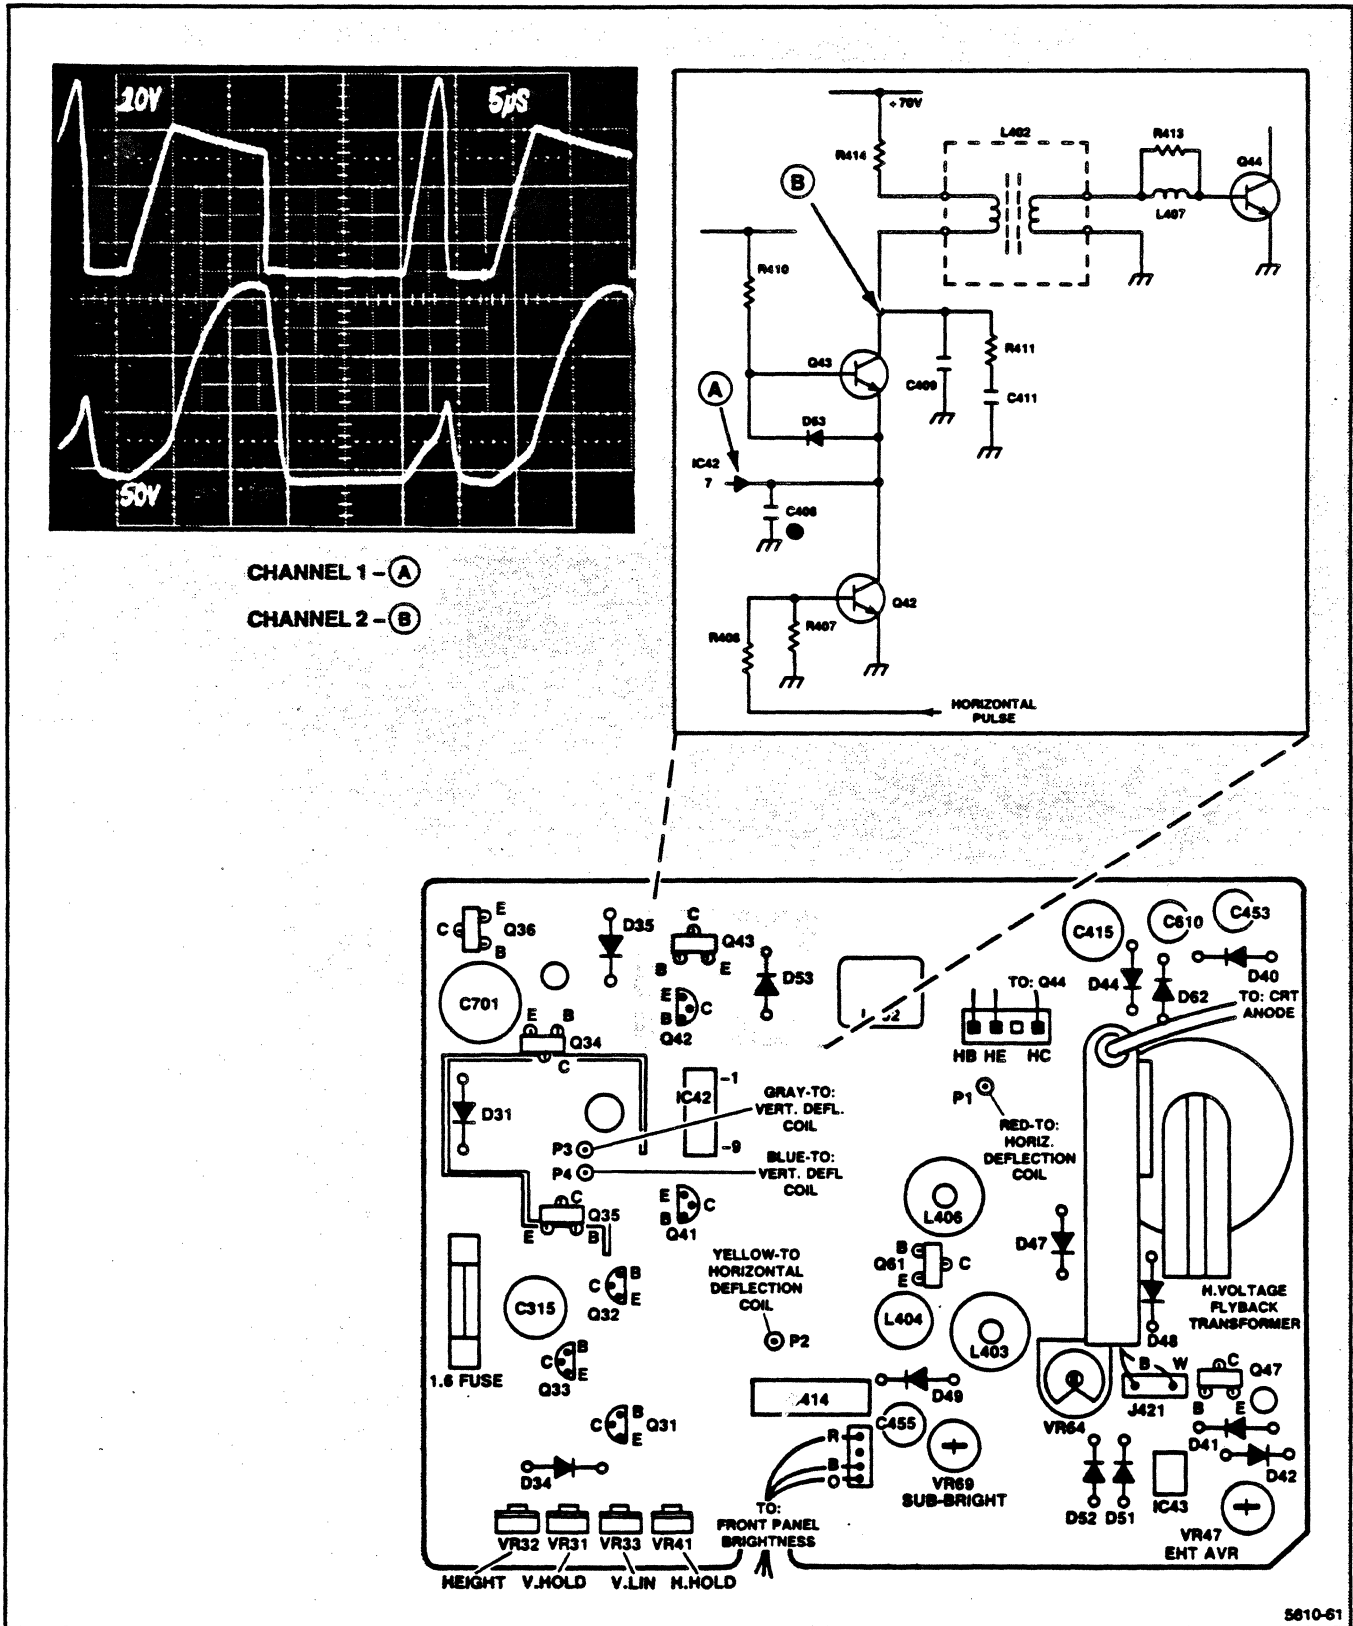 20V 5µS
50V
CHANNEL 1 - A
CHANNEL 2 - B
+70V
R414
L402
R413
Q44
L407
B
R410
Q43
R411
C409
C411
A
D53
IC42
7
C408
Q42
R407
R406
HORIZONTAL
PULSE
E
C Q36
B
D35
C
Q43
B E
D53
C415
C610
C453
D40
D44
D62
TO: CRT
ANODE
C701
E
C
B
Q42
E B
Q34
C
TO: Q44
HB HE HC
D31
IC42
-1
-9
GRAY-TO:
VERT. DEFL.
COIL
P3
P4
BLUE-TO:
VERT. DEFL
COIL
P1
RED-TO:
HORIZ.
DEFLECTION
COIL
C
Q35
E B
E
C
B
Q41
L406
D47
B
Q61 C
E
YELLOW-TO
HORIZONTAL
DEFLECTION
COIL
P2
C315
B
C
E
Q32
L404
L403
D48
H.VOLTAGE
FLYBACK
TRANSFORMER
1.6 FUSE
B
C
E
Q33
D49
B W
J421
C
Q47
B E
414
C455
VR64
D41
D42
B
C Q31
E
R
B
O
VR69
SUB-BRIGHT
D34
D52 D51
IC43
VR47
EHT AVR
TO:
FRONT PANEL
BRIGHTNESS
VR32 VR31 VR33 VR41
HEIGHT V.HOLD V.LIN H.HOLD
5610-61